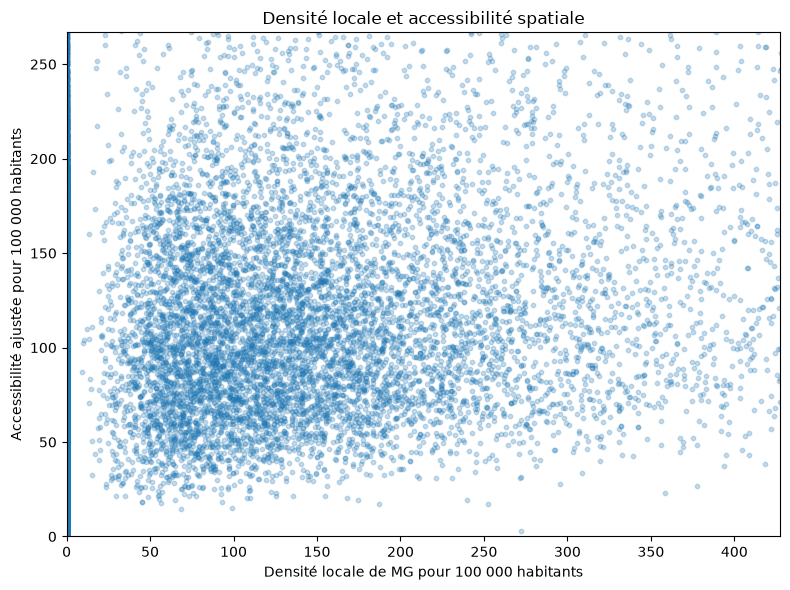 Densité locale et accessibilité spatiale
Accessibilité ajustée pour 100 000 habitants
250
200
150
100
50
0
0 50 100 150 200 250 300 350 400
Densité locale de MG pour 100 000 habitants